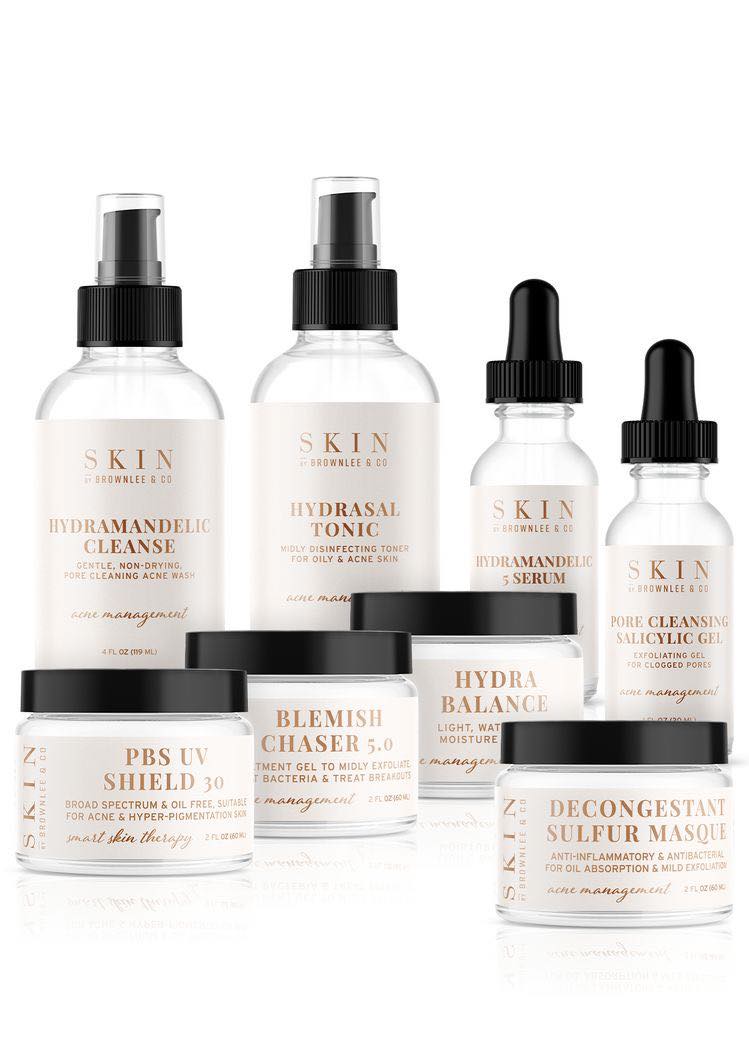 SKIN
BY BROWNLEE & CO
HYDRAMANDELIC
CLEANSE
GENTLE, NON-DRYING,
PORE CLEANING ACNE WASH
acne management
4 FL OZ (119 ML)
SKIN
BY BROWNLEE & CO
HYDRASAL
TONIC
MIDLY DISINFECTING TONER
FOR OILY & ACNE SKIN
acne
SKIN
BY BROWNLEE & CO
HYDRAMANDELIC
5 SERUM
SKIN
BY BROWNLEE & CO
PORE CLEANSING
SALICYLIC GEL
EXFOLIATING GEL
FOR CLOGGED PORES
acne management
SKIN
BY BROWNLEE & CO
PBS UV
SHIELD 30
BROAD SPECTRUM & OIL FREE, SUITABLE
FOR ACNE & HYPER-PIGMENTATION SKIN
smart skin therapy 2 FL OZ (60 ML)
BLEMISH
CHASER 5.0
GEL TO MIDLY EXFOLIATE,
BACTERIA & TREAT BREAKOUTS
management 2 FL OZ (60 ML)
HYDRA
BALANCE
LIGHT,
MOISTURE
management
SKIN
BY BROWNLEE & CO
DECONGESTANT
SULFUR MASQUE
ANTI-INFLAMMATORY & ANTIBACTERIAL
FOR OIL ABSORPTION & MILD EXFOLIATION
acne management 2 FL OZ (60 ML)